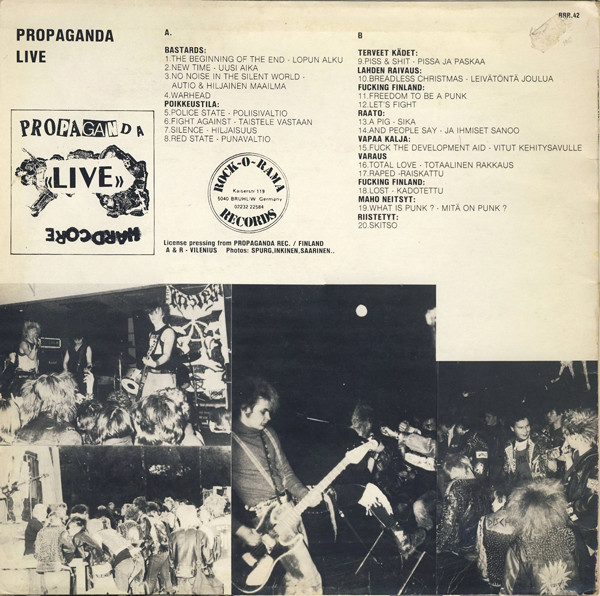 PROPAGANDA
LIVE
PROPAGANDA
«LIVE»
HARDCORE
A.
BASTARDS:
1.THE BEGINNING OF THE END - LOPUN ALKU
2.NEW TIME - UUSI AIKA
3.NO NOISE IN THE SILENT WORLD -
AUTIO & HILJAINEN MAAILMA
4.WARHEAD
POIKKEUSTILA:
5.POLICE STATE - POLIISIVALTIO
6.FIGHT AGAINST - TAISTELE VASTAAN
7.SILENCE - HILJAISUUS
8.RED STATE - PUNAVALTIO
ROCK-O-RAMA
Kaiserstr 119
5040 BRUHL/W Germany
02232 22584
RECORDS
License pressing from PROPAGANDA REC. / FINLAND
A & R - VILENIUS Photos: SPURG,INKINEN,SAARINEN..
RRR.42
B
TERVEET KÄDET:
9.PISS & SHIT - PISSA JA PASKAA
LAHDEN RAIVAUS:
10.BREADLESS CHRISTMAS - LEIVÄTÖNTÄ JOULUA
FUCKING FINLAND:
11.FREEDOM TO BE A PUNK
12.LET'S FIGHT
RAATO:
13.A PIG - SIKA
14.AND PEOPLE SAY - JA IHMISET SANOO
VAPAA KALJA:
15.FUCK THE DEVELOPMENT AID - VITUT KEHITYSAVULLE
VARAUS
16.TOTAL LOVE - TOTAALINEN RAKKAUS
17.RAPED -RAISKATTU
FUCKING FINLAND:
18.LOST - KADOTETTU
MAHO NEITSYT:
19.WHAT IS PUNK ? - MITÄ ON PUNK ?
RIISTETYT:
20.SKITSO